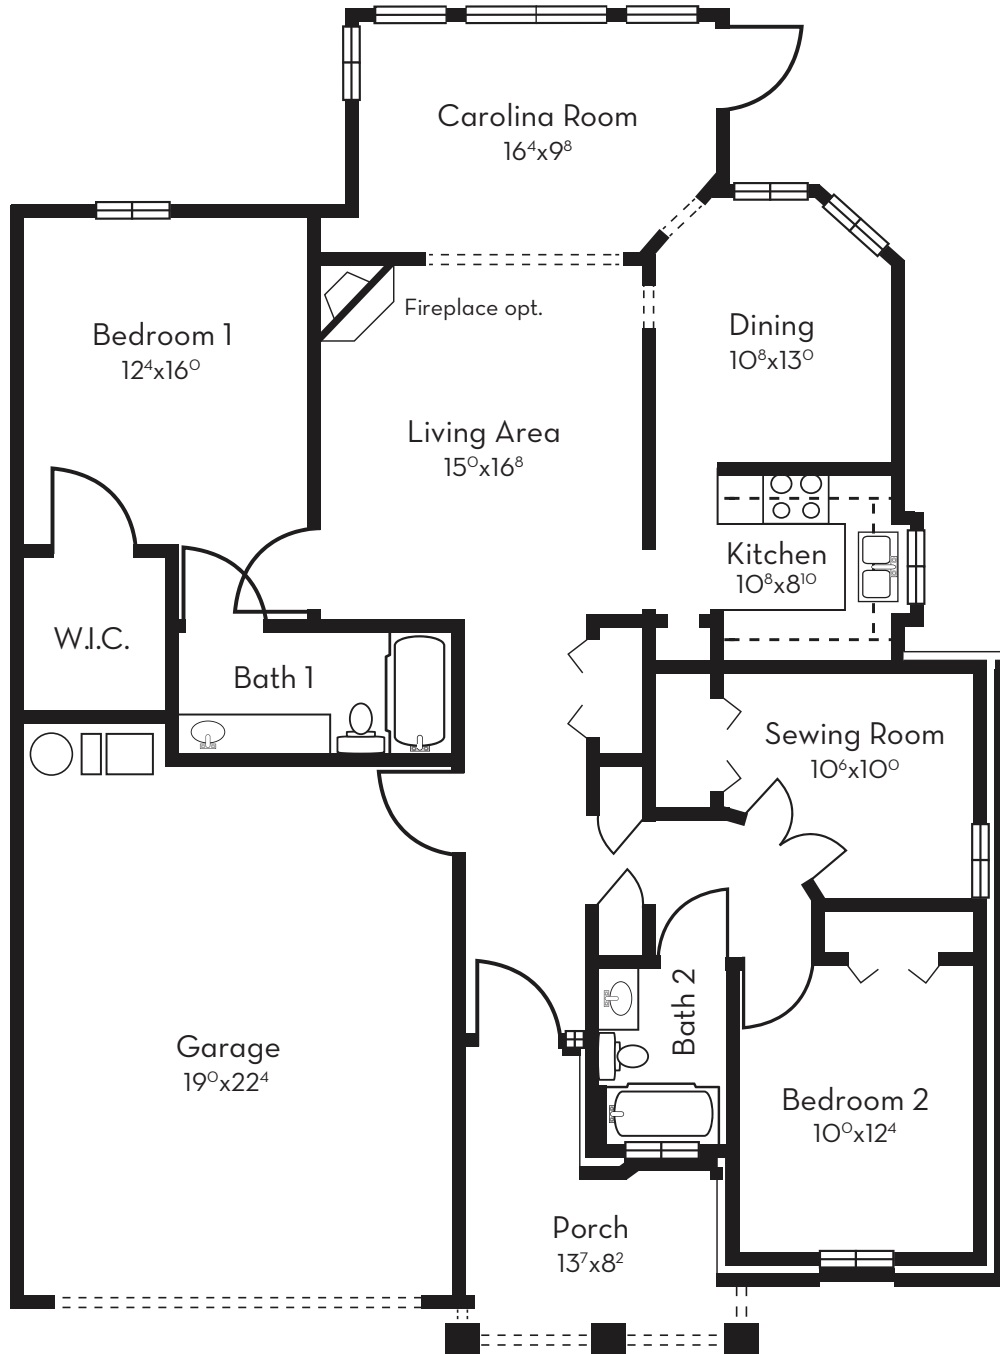 Carolina Room
16⁴x9⁸
Fireplace opt.
Bedroom 1
12⁴x16⁰
Dining
10⁸x13⁰
Living Area
15⁰x16⁸
Kitchen
10⁸x8¹⁰
W.I.C.
Bath 1
Sewing Room
10⁶x10⁰
Bath 2
Garage
19⁰x22⁴
Bedroom 2
10⁰x12⁴
Porch
13⁷x8²